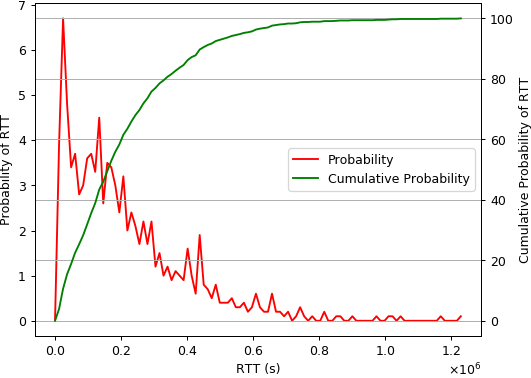 7
6
5
4
3
2
1
0
Probability of RTT
100
80
60
40
20
0
Cumulative Probability of RTT
Probability
Cumulative Probability
0.0 0.2 0.4 0.6 0.8 1.0 1.2
RTT (s)
×10⁶